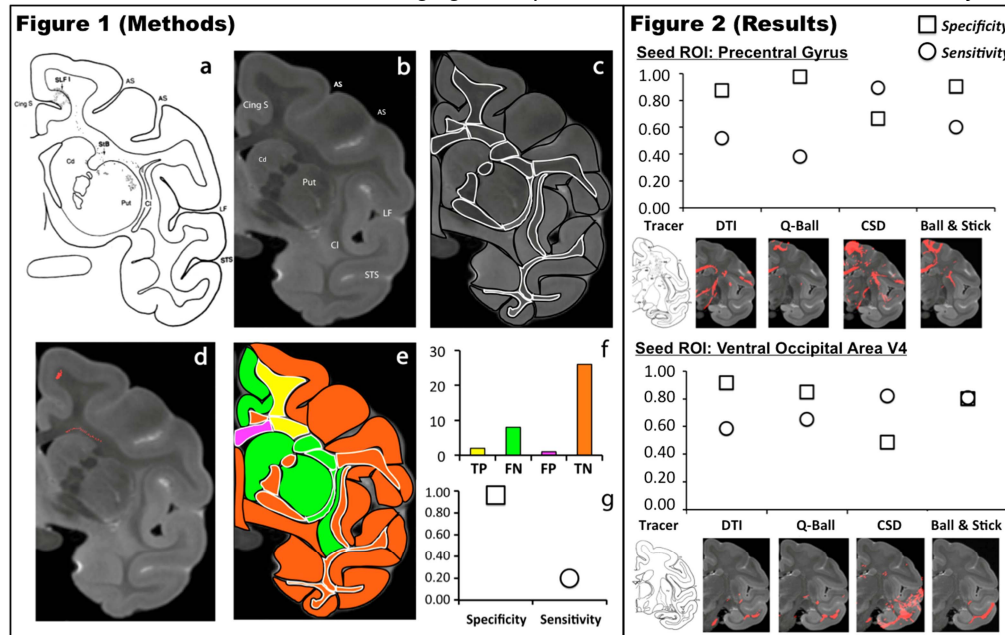 Figure 1 (Methods)
a
SLF I
AS
AS
Cing S
StB
Cd
Put
Cl
LF
STS
b
AS
AS
Cing S
Cd
Put
LF
Cl
STS
c
d
e
f
30
20
10
0
TP FN FP TN
g
1.00
0.80
0.60
0.40
0.20
0.00
Specificity Sensitivity
Figure 2 (Results)
Specificity
Sensitivity
Seed ROI: Precentral Gyrus
1.00
0.80
0.60
0.40
0.20
0.00
Tracer DTI Q-Ball CSD Ball & Stick
Seed ROI: Ventral Occipital Area V4
1.00
0.80
0.60
0.40
0.20
0.00
Tracer DTI Q-Ball CSD Ball & Stick